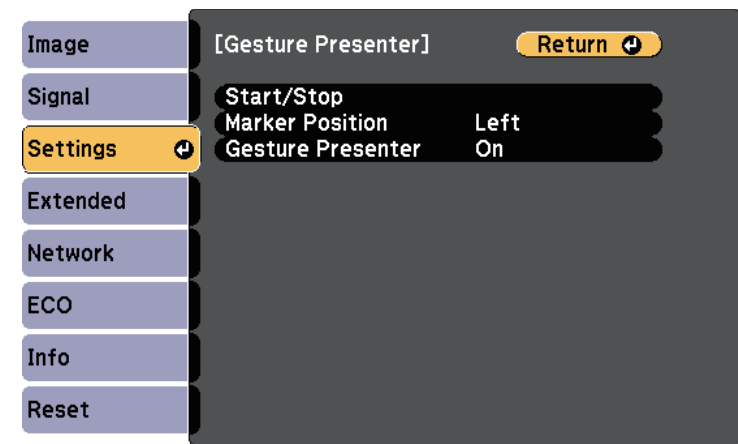 Image
Signal
Settings
Extended
Network
ECO
Info
Reset
[Gesture Presenter]
Return
Start/Stop
Marker Position Left
Gesture Presenter On